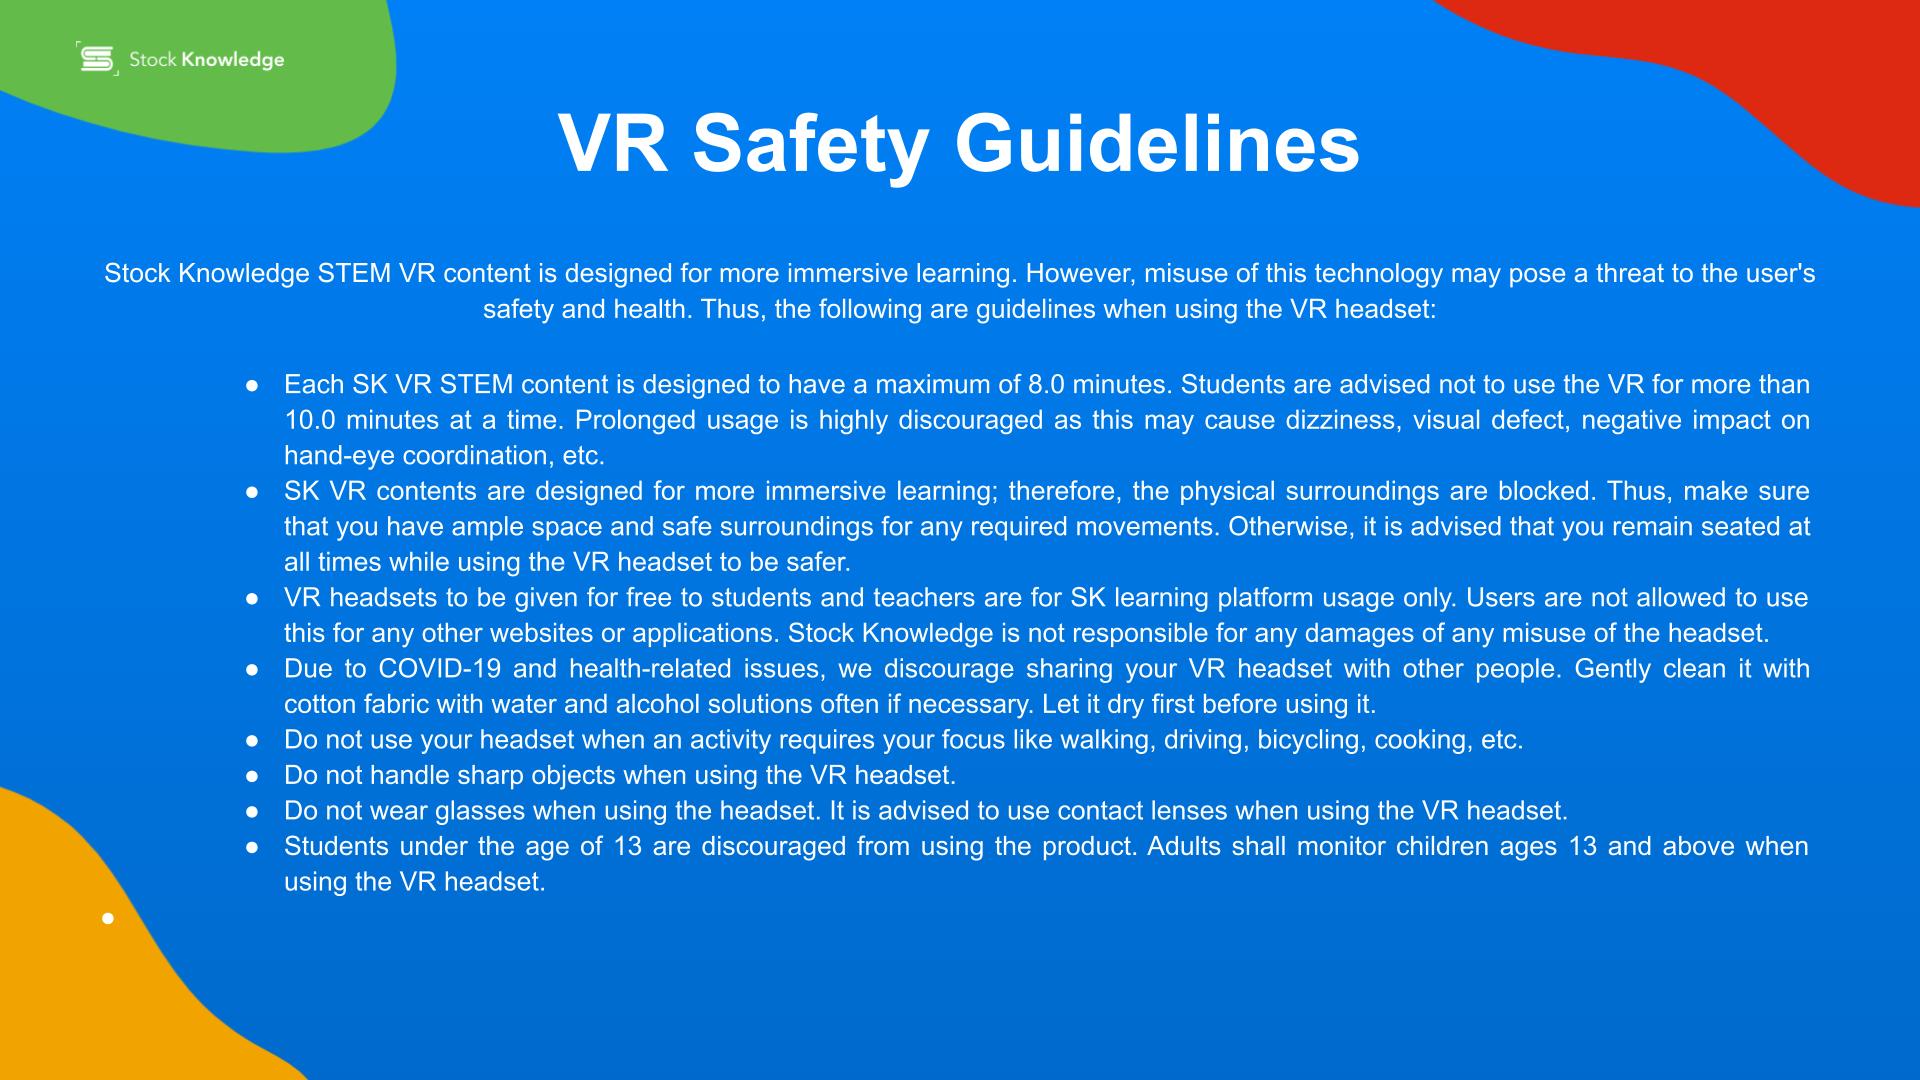 Stock Knowledge
VR Safety Guidelines
Stock Knowledge STEM VR content is designed for more immersive learning. However, misuse of this technology may pose a threat to the user's
safety and health. Thus, the following are guidelines when using the VR headset:
● Each SK VR STEM content is designed to have a maximum of 8.0 minutes. Students are advised not to use the VR for more than
10.0 minutes at a time. Prolonged usage is highly discouraged as this may cause dizziness, visual defect, negative impact on
hand-eye coordination, etc.
● SK VR contents are designed for more immersive learning; therefore, the physical surroundings are blocked. Thus, make sure
that you have ample space and safe surroundings for any required movements. Otherwise, it is advised that you remain seated at
all times while using the VR headset to be safer.
● VR headsets to be given for free to students and teachers are for SK learning platform usage only. Users are not allowed to use
this for any other websites or applications. Stock Knowledge is not responsible for any damages of any misuse of the headset.
● Due to COVID-19 and health-related issues, we discourage sharing your VR headset with other people. Gently clean it with
cotton fabric with water and alcohol solutions often if necessary. Let it dry first before using it.
● Do not use your headset when an activity requires your focus like walking, driving, bicycling, cooking, etc.
● Do not handle sharp objects when using the VR headset.
● Do not wear glasses when using the headset. It is advised to use contact lenses when using the VR headset.
● Students under the age of 13 are discouraged from using the product. Adults shall monitor children ages 13 and above when
using the VR headset.
●